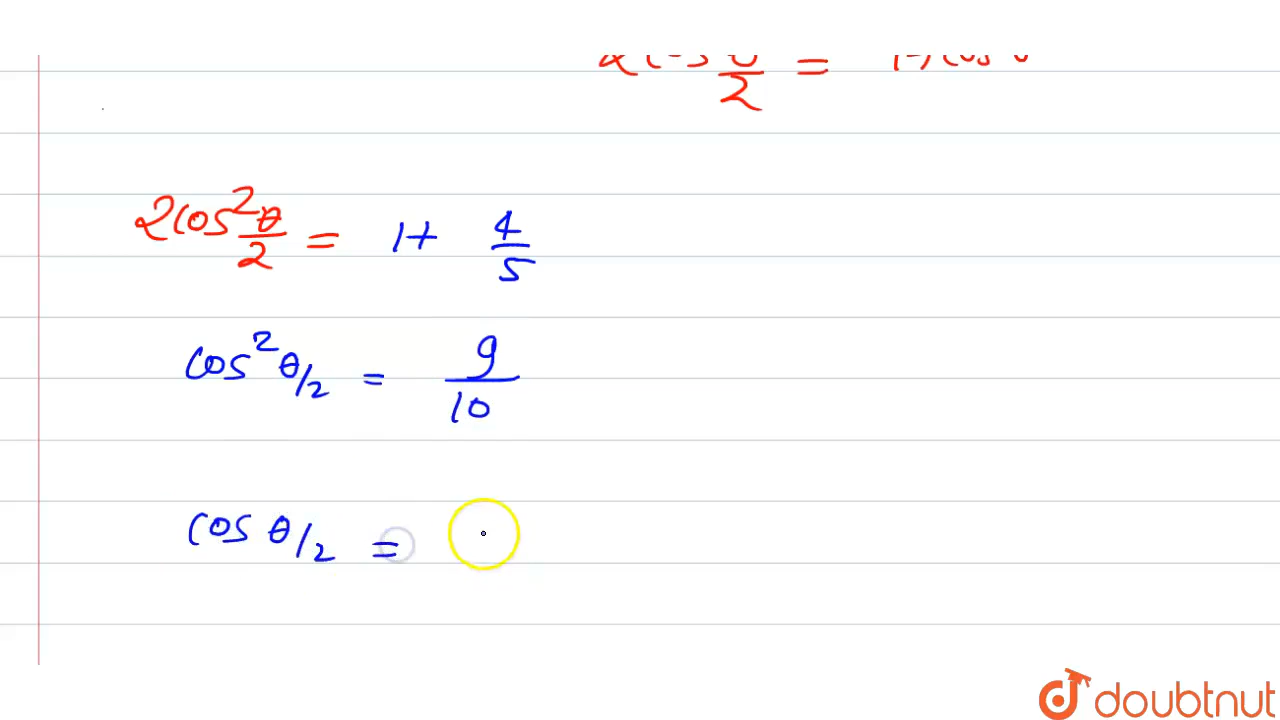 2cos²θ/2 = 1+ 4/5
cos²θ/2 = 9/10
cos θ/2 =
doubtnut